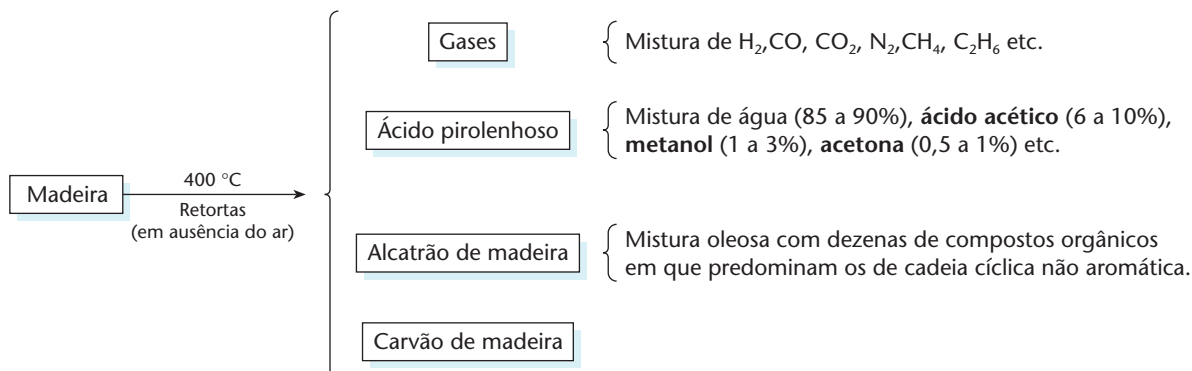 Gases
Mistura de H₂,CO, CO₂, N₂,CH₄, C₂H₆ etc.
Ácido pirolenhoso
Mistura de água (85 a 90%), ácido acético (6 a 10%),
metanol (1 a 3%), acetona (0,5 a 1%) etc.
Madeira
400 °C
Retortas
(em ausência do ar)
Alcatrão de madeira
Mistura oleosa com dezenas de compostos orgânicos
em que predominam os de cadeia cíclica não aromática.
Carvão de madeira